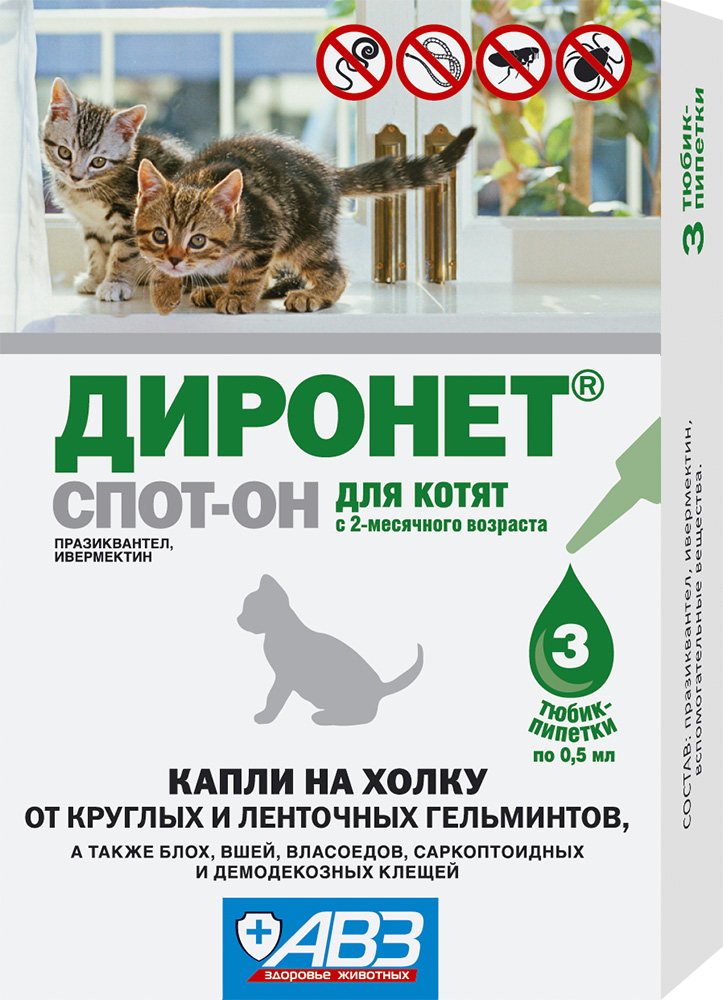 ДИРОНЕТ®
СПОТ-ОН
ДЛЯ КОТЯТ
с 2-месячного возраста
ПРАЗИКВАНТЕЛ,
ИВЕРМЕКТИН
3
ТЮБИК-
ПИПЕТКИ
по 0,5 мл
КАПЛИ НА ХОЛКУ
ОТ КРУГЛЫХ И ЛЕНТОЧНЫХ ГЕЛЬМИНТОВ,
А ТАКЖЕ БЛОХ, ВШЕЙ, ВЛАСОЕДОВ, САРКОПТОИДНЫХ
И ДЕМОДЕКОЗНЫХ КЛЕЩЕЙ
АВЗ
ЗДОРОВЬЕ ЖИВОТНЫХ
3 ТЮБИК-
ПИПЕТКИ
СОСТАВ: празиквантел, ивермектин,
вспомогательные вещества.